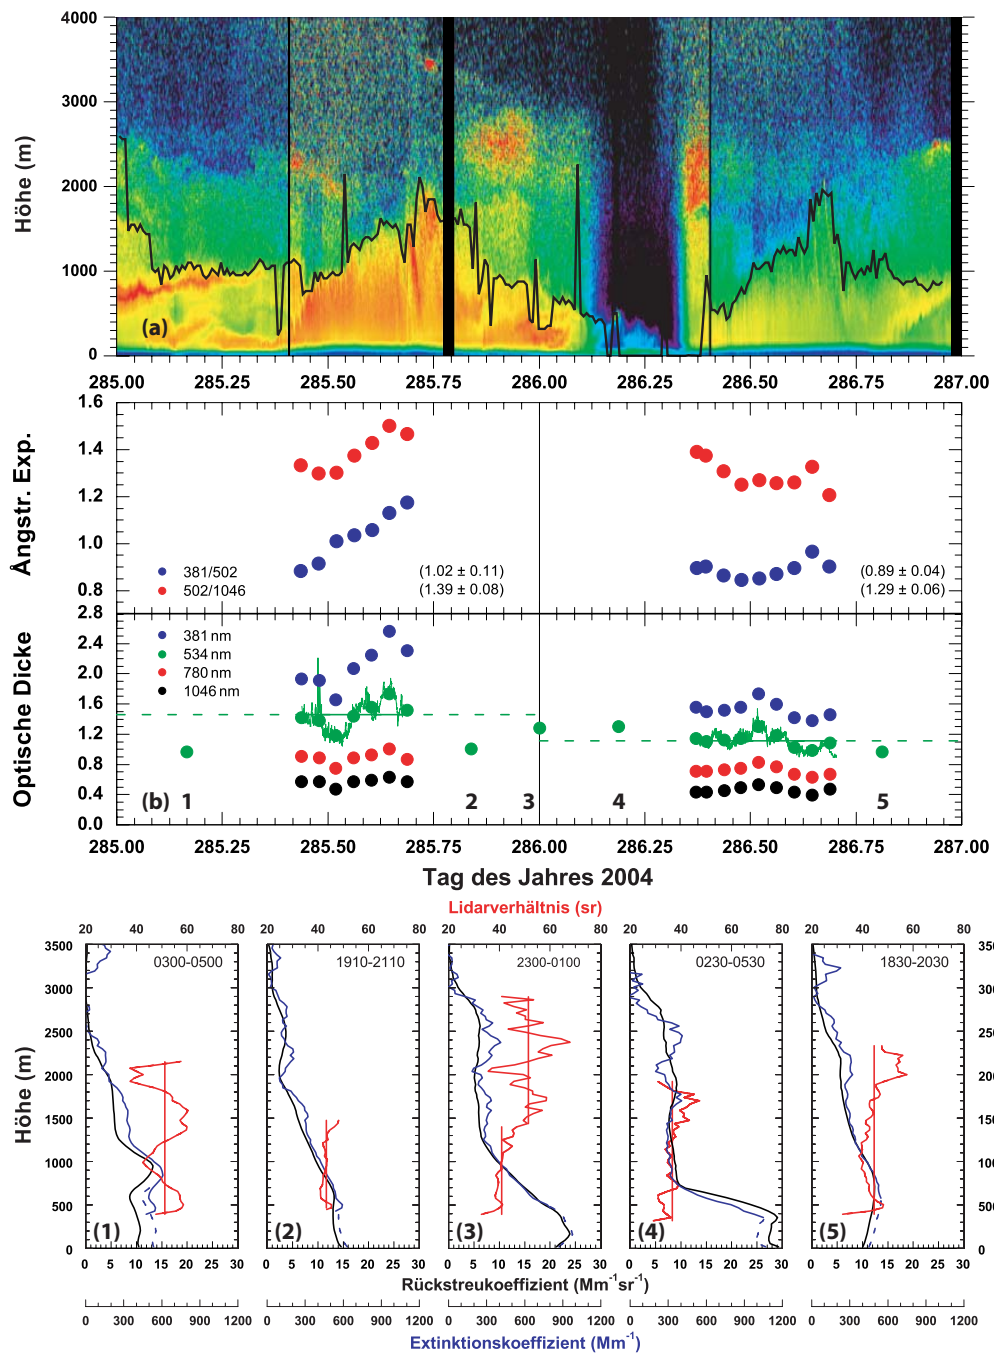 4000
3000
2000
1000
0
Höhe (m)
(a)
285.00 285.25 285.50 285.75 286.00 286.25 286.50 286.75 287.00
1.6
1.4
1.2
1.0
0.8
Ångstr. Exp.
381/502
502/1046
(1.02 ± 0.11)
(1.39 ± 0.08)
(0.89 ± 0.04)
(1.29 ± 0.06)
2.8
2.4
2.0
1.6
1.2
0.8
0.4
0.0
Optische Dicke
381 nm
534 nm
780 nm
1046 nm
(b) 1 2 3 4 5
285.00 285.25 285.50 285.75 286.00 286.25 286.50 286.75 287.00
Tag des Jahres 2004
Lidarverhältnis (sr)
20 40 60 80 20 40 60 80 20 40 60 80 20 40 60 80 20 40 60 80
3500
3000
2500
2000
1500
1000
500
0
Höhe (m)
0300-0500 1910-2110 2300-0100 0230-0530 1830-2030
(1) (2) (3) (4) (5)
350
300
250
200
150
100
500
0
0 5 10 15 20 25 30 0 5 10 15 20 25 30 0 5 10 15 20 25 30 0 5 10 15 20 25 30 0 5 10 15 20 25 30
Rückstreukoeffizient (Mm⁻¹sr⁻¹)
0 300 600 900 1200 0 300 600 900 1200 0 300 600 900 1200 0 300 600 900 1200 0 300 600 900 1200
Extinktionskoeffizient (Mm⁻¹)